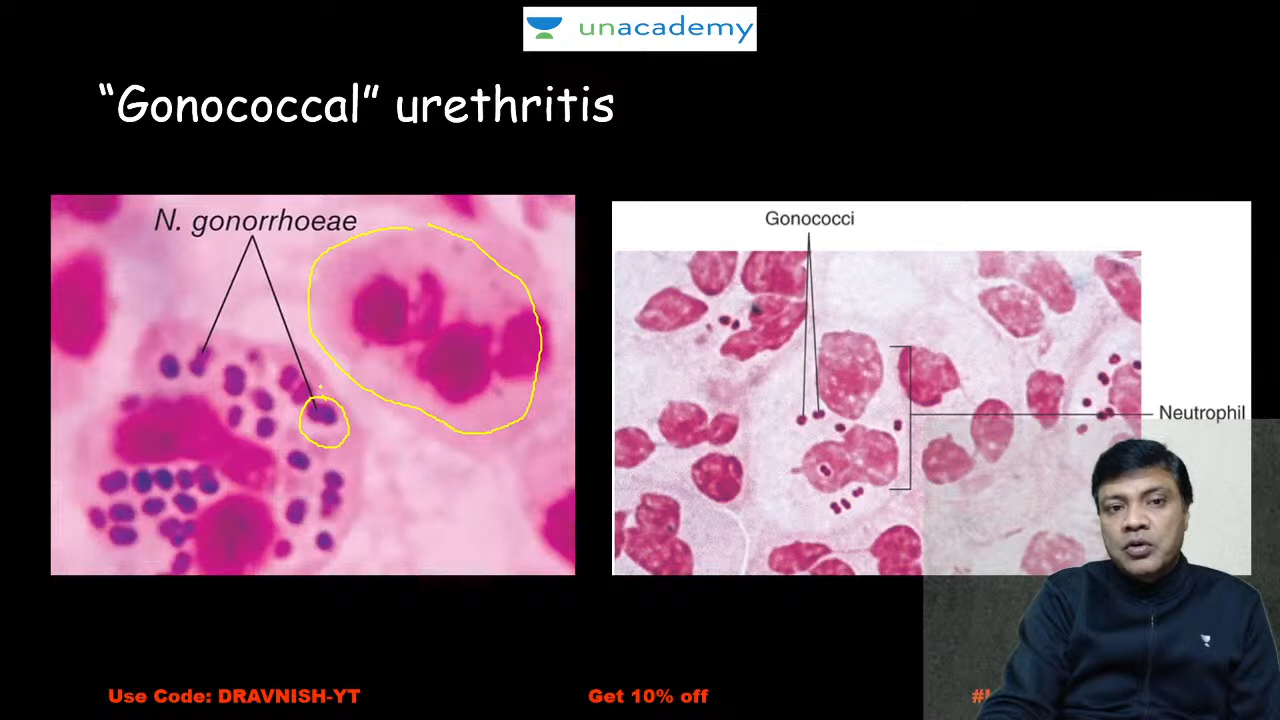 unacademy
“Gonococcal” urethritis
N. gonorrhoeae
Gonococci
Neutrophil
Use Code: DRAVNISH-YT
Get 10% off